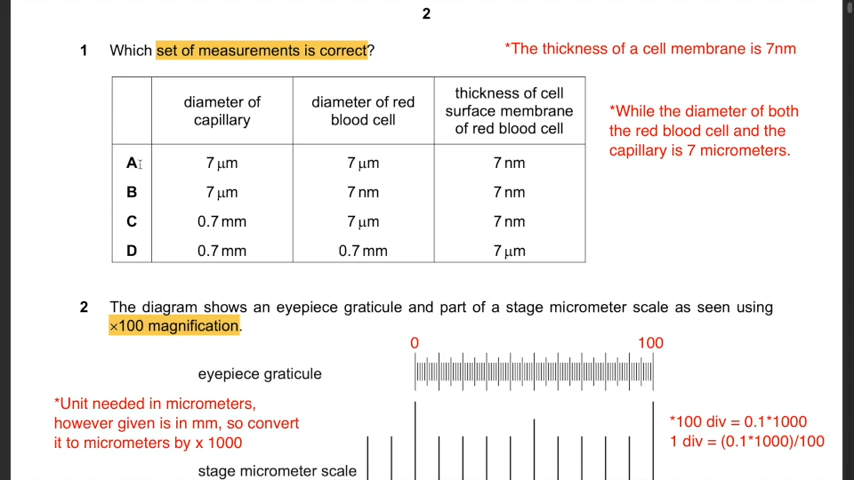 2
1 Which set of measurements is correct?
*The thickness of a cell membrane is 7nm
diameter of capillary
diameter of red blood cell
thickness of cell surface membrane of red blood cell
*While the diameter of both
the red blood cell and the
capillary is 7 micrometers.
A 7 µm 7 µm 7 nm
B 7 µm 7 nm 7 nm
C 0.7 mm 7 µm 7 nm
D 0.7 mm 0.7 mm 7 µm
2 The diagram shows an eyepiece graticule and part of a stage micrometer scale as seen using
×100 magnification.
0 100
eyepiece graticule
*Unit needed in micrometers,
however given is in mm, so convert
it to micrometers by x 1000
*100 div = 0.1*1000
1 div = (0.1*1000)/100
stage micrometer scale